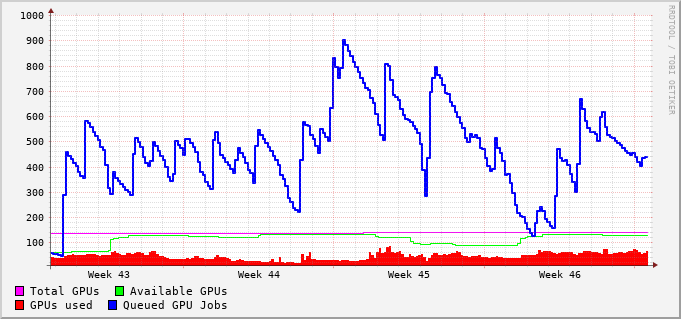 1000
900
800
700
600
500
400
300
200
100
Week 43 Week 44 Week 45 Week 46
Total GPUs Available GPUs
GPUs used Queued GPU Jobs
RRDTOOL / TOBI OETIKER